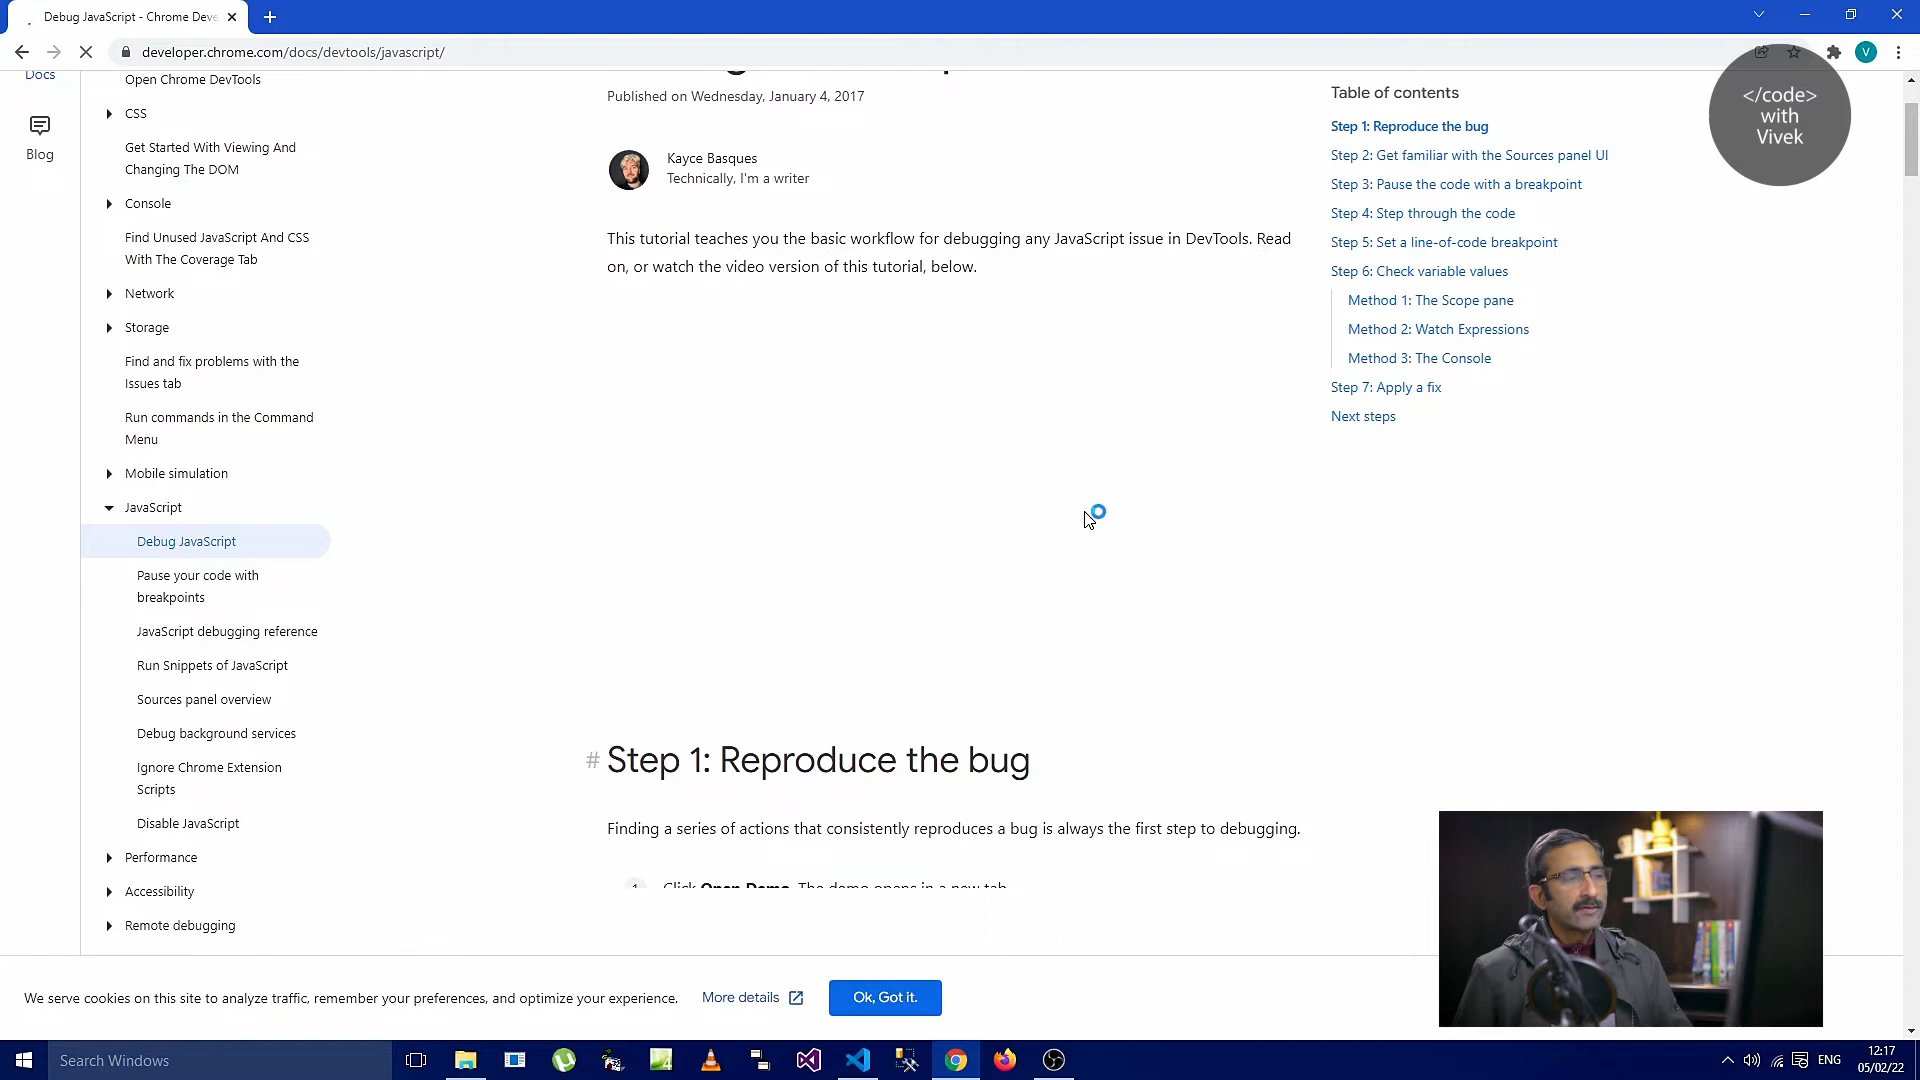 Debug JavaScript - Chrome Deve
developer.chrome.com/docs/devtools/javascript/
V
</code>
with
Vivek
Docs
Blog
Open Chrome DevTools
CSS
Get Started With Viewing And
Changing The DOM
Console
Find Unused JavaScript And CSS
With The Coverage Tab
Network
Storage
Find and fix problems with the
Issues tab
Run commands in the Command
Menu
Mobile simulation
JavaScript
Debug JavaScript
Pause your code with
breakpoints
JavaScript debugging reference
Run Snippets of JavaScript
Sources panel overview
Debug background services
Ignore Chrome Extension
Scripts
Disable JavaScript
Performance
Accessibility
Remote debugging
Published on Wednesday, January 4, 2017
Kayce Basques
Technically, I'm a writer
This tutorial teaches you the basic workflow for debugging any JavaScript issue in DevTools. Read
on, or watch the video version of this tutorial, below.
# Step 1: Reproduce the bug
Finding a series of actions that consistently reproduces a bug is always the first step to debugging.
1 Click Open Demo. The demo opens in a new tab
Table of contents
Step 1: Reproduce the bug
Step 2: Get familiar with the Sources panel UI
Step 3: Pause the code with a breakpoint
Step 4: Step through the code
Step 5: Set a line-of-code breakpoint
Step 6: Check variable values
Method 1: The Scope pane
Method 2: Watch Expressions
Method 3: The Console
Step 7: Apply a fix
Next steps
We serve cookies on this site to analyze traffic, remember your preferences, and optimize your experience. More details Ok, Got it.
Search Windows
ENG
12:17
05/02/22